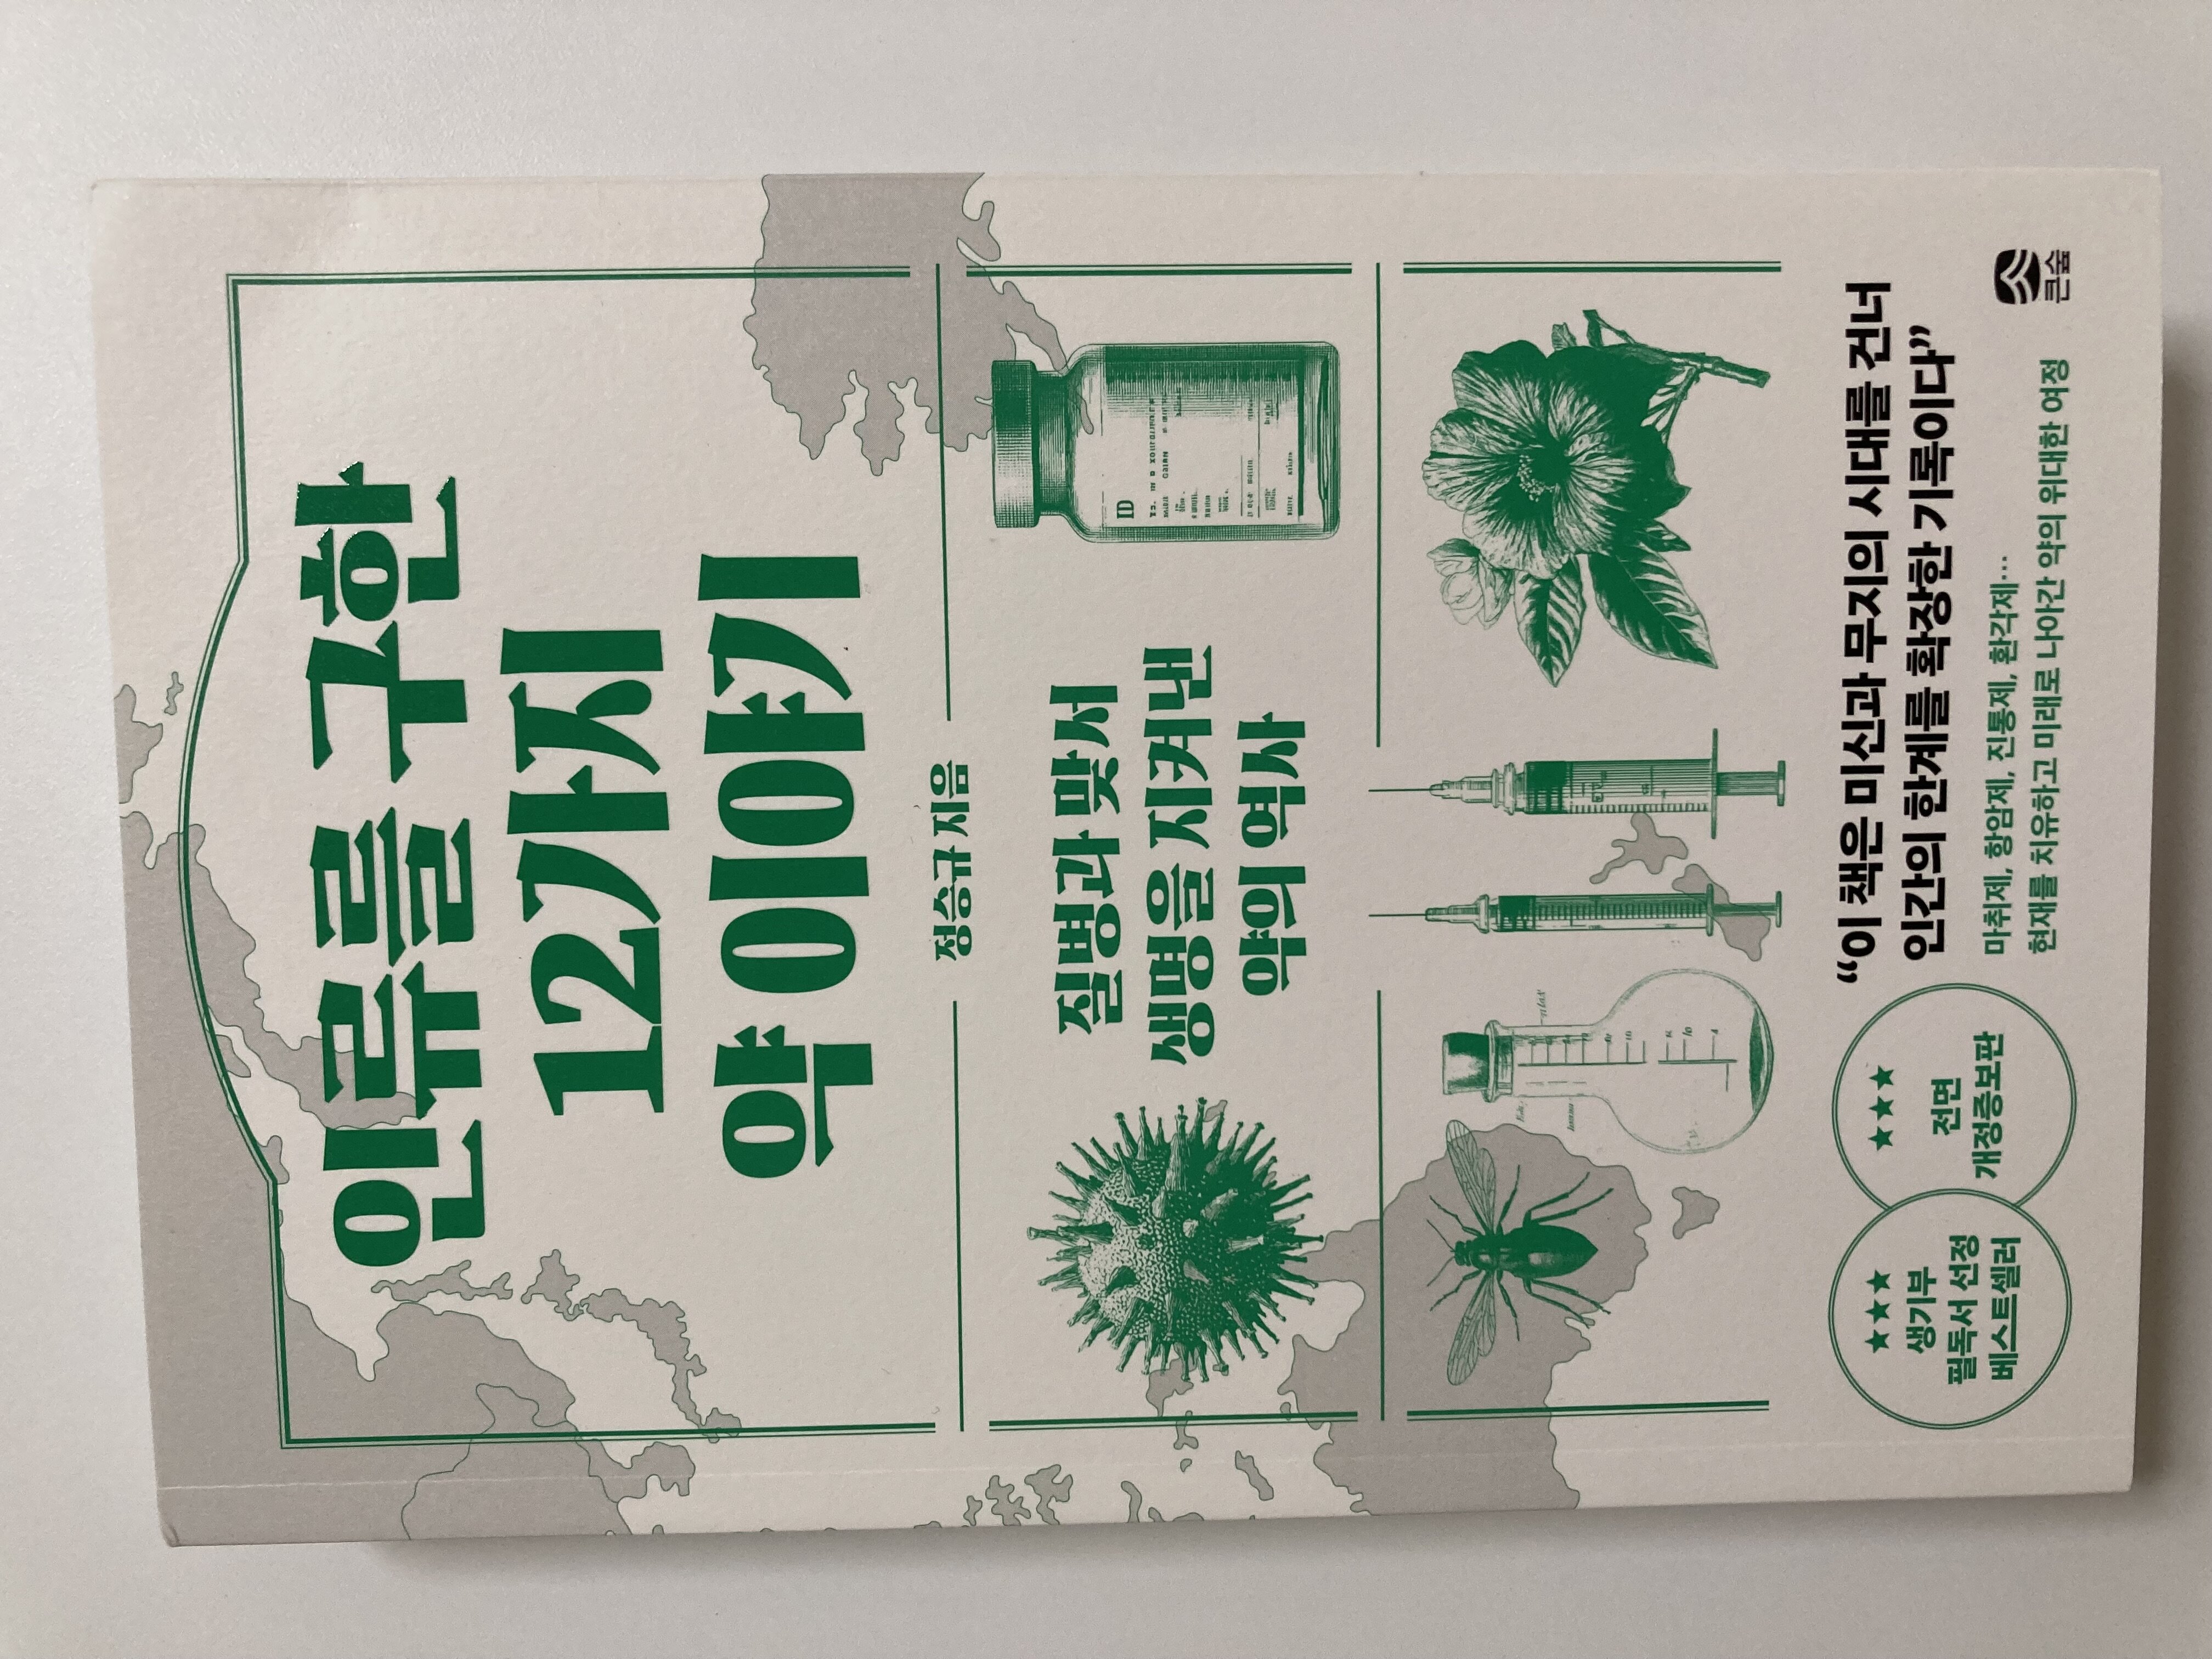 인류를 구한
12가지
약 이야기
정승규 지음
질병과 맞서
생명을 지켜낸
약의 역사
ID
“이 책은 미신과 무지의 시대를 건너
인간의 한계를 확장한 기록이다”
마취제, 항암제, 진통제, 환각제…
현재를 치유하고 미래로 나아간 약의 위대한 여정
★★★
생기부
필독서 선정
베스트셀러
★★★
전면
개정증보판
큰숲